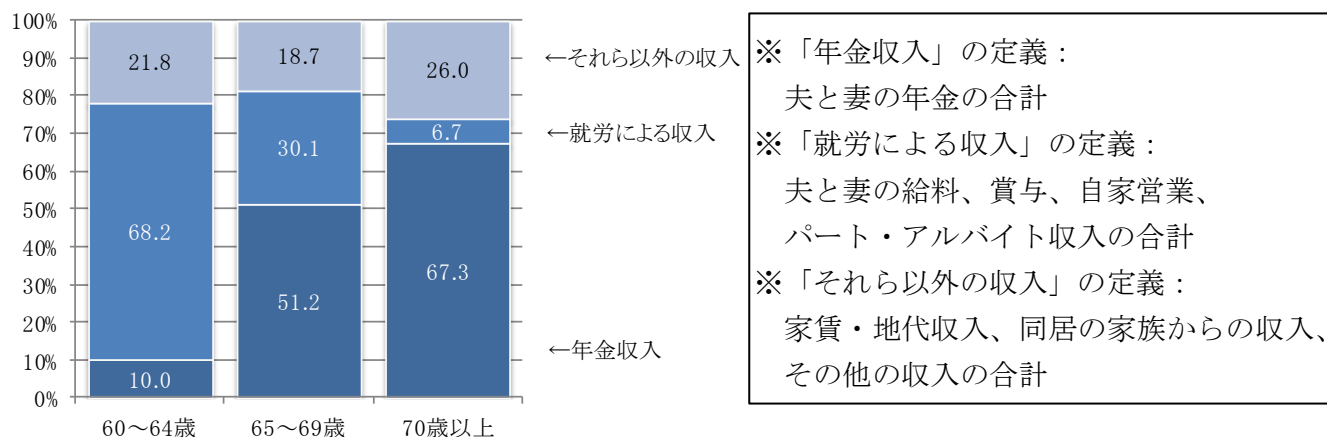 100%
90%
80%
70%
60%
50%
40%
30%
20%
10%
0%
21.8
68.2
10.0
18.7
30.1
51.2
26.0
6.7
67.3
60～64歳
65～69歳
70歳以上
←それら以外の収入
←就労による収入
←年金収入
※「年金収入」の定義：
夫と妻の年金の合計
※「就労による収入」の定義：
夫と妻の給料、賞与、自家営業、
パート・アルバイト収入の合計
※「それら以外の収入」の定義：
家賃・地代収入、同居の家族からの収入、
その他の収入の合計